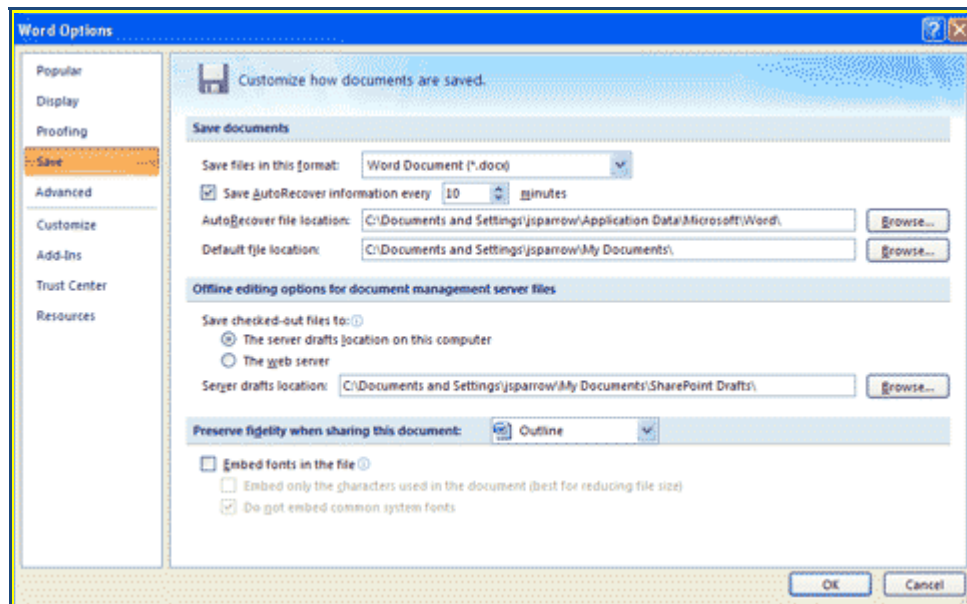 Word Options
Popular
Display
Proofing
Save
Advanced
Customize
Add-Ins
Trust Center
Resources
Customize how documents are saved.
Save documents
Save files in this format: Word Document (*.docx)
Save AutoRecover information every 10 minutes
AutoRecover file location: C:\Documents and Settings\jsparrow\Application Data\Microsoft\Word\ Browse...
Default file location: C:\Documents and Settings\jsparrow\My Documents\ Browse...
Offline editing options for document management server files
Save checked-out files to:
The server drafts location on this computer
The web server
Server drafts location: C:\Documents and Settings\jsparrow\My Documents\SharePoint Drafts\ Browse...
Preserve fidelity when sharing this document: Outline
Embed fonts in the file
Embed only the characters used in the document (best for reducing file size)
Do not embed common system fonts
OK Cancel